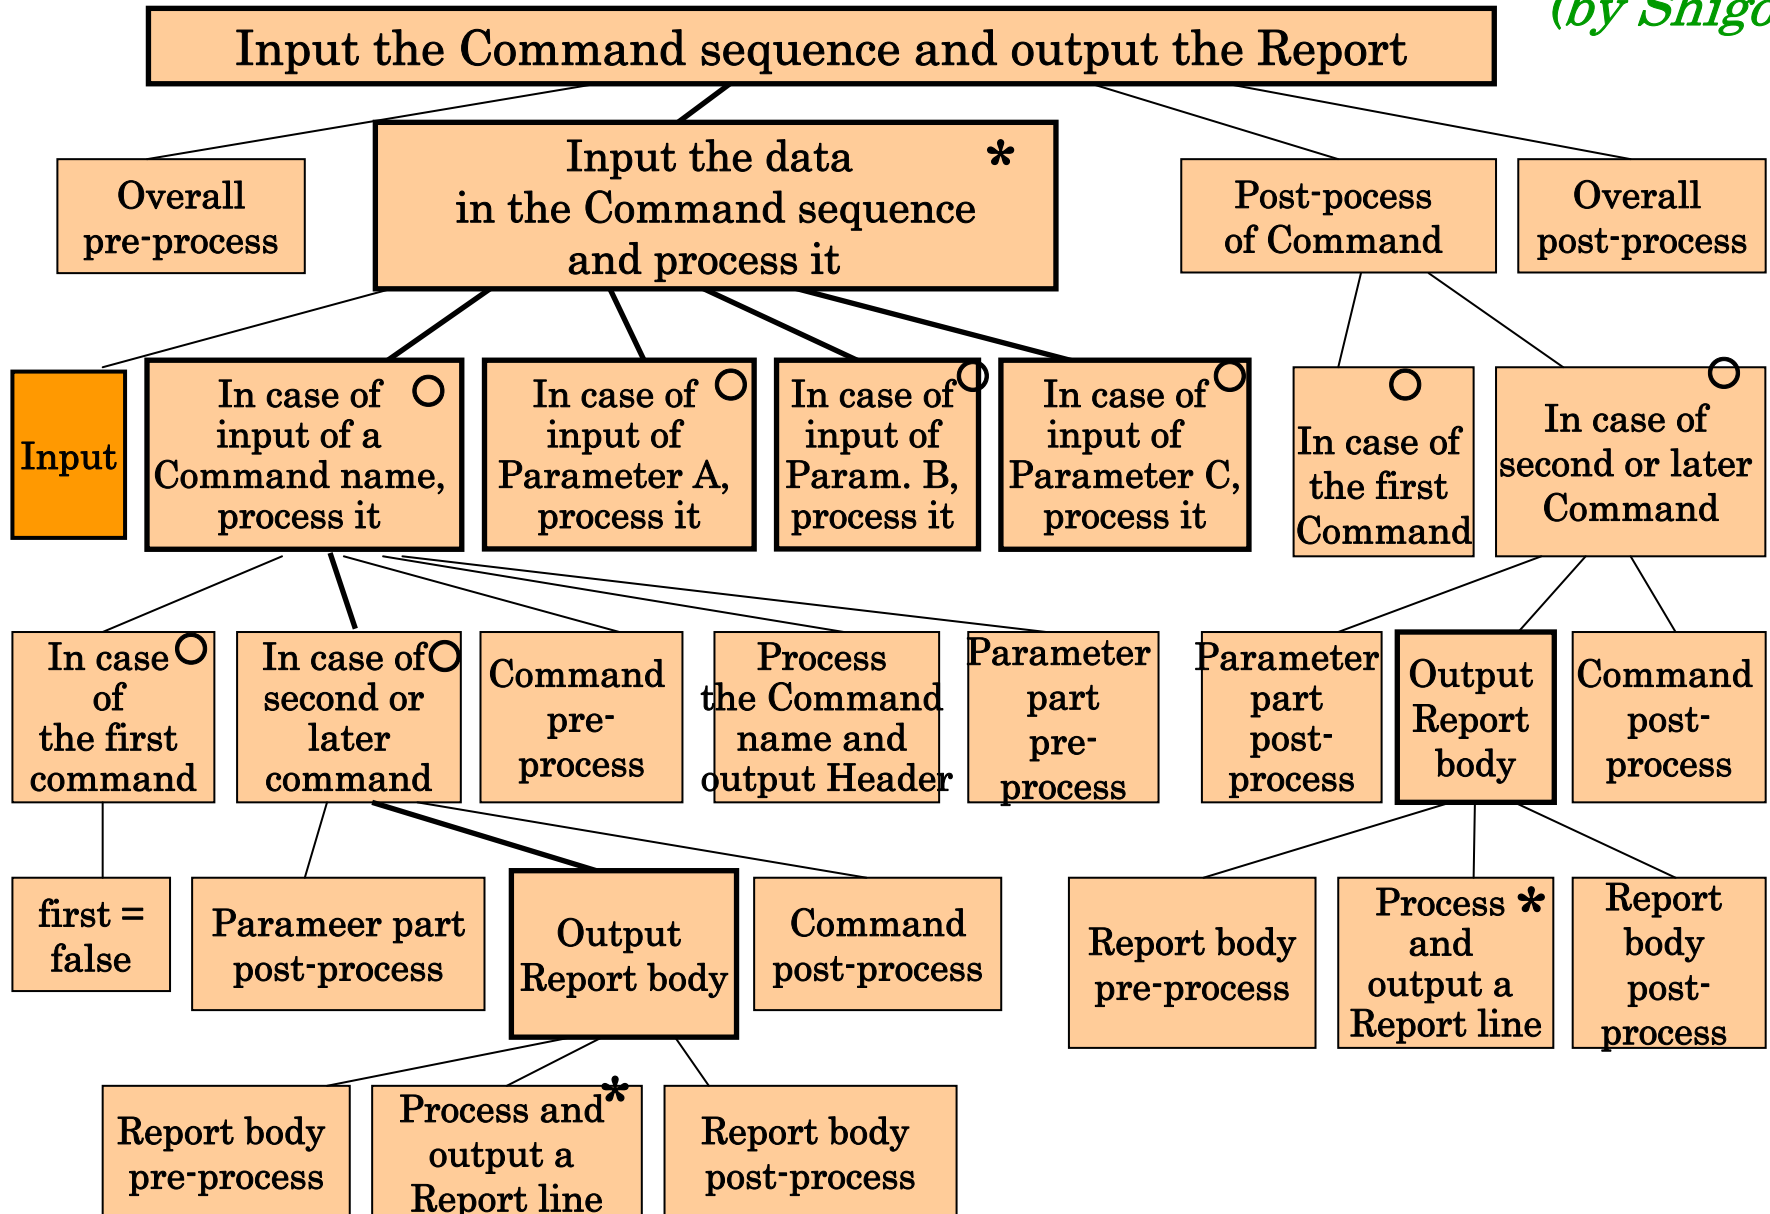 (by Shigo
Input the Command sequence and output the Report
Overall
pre-process
Input the data *
in the Command sequence
and process it
Post-pocess
of Command
Overall
post-process
Input
In case of
input of a
Command name,
process it
In case of
input of
Parameter A,
process it
In case of
input of
Param. B,
process it
In case of
input of
Parameter C,
process it
In case of
the first
Command
In case of
second or later
Command
In case
of
the first
command
In case of
second or
later
command
Command
pre-
process
Process
the Command
name and
output Header
Parameter
part
pre-
process
Parameter
part
post-
process
Output
Report
body
Command
post-
process
first =
false
Parameer part
post-process
Output
Report body
Command
post-process
Report body
pre-process
Process *
and
output a
Report line
Report
body
post-
process
Report body
pre-process
Process and*
output a
Report line
Report body
post-process